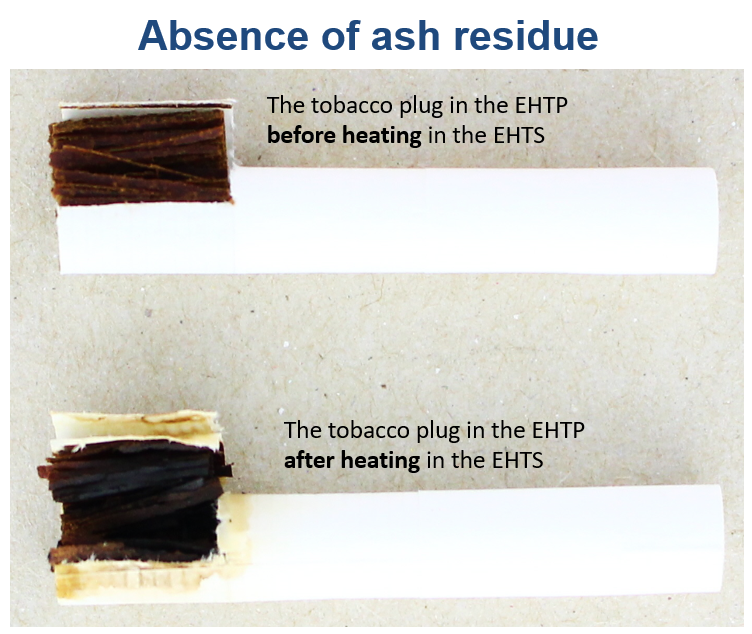 Absence of ash residue
The tobacco plug in the EHTP
before heating in the EHTS
The tobacco plug in the EHTP
after heating in the EHTS